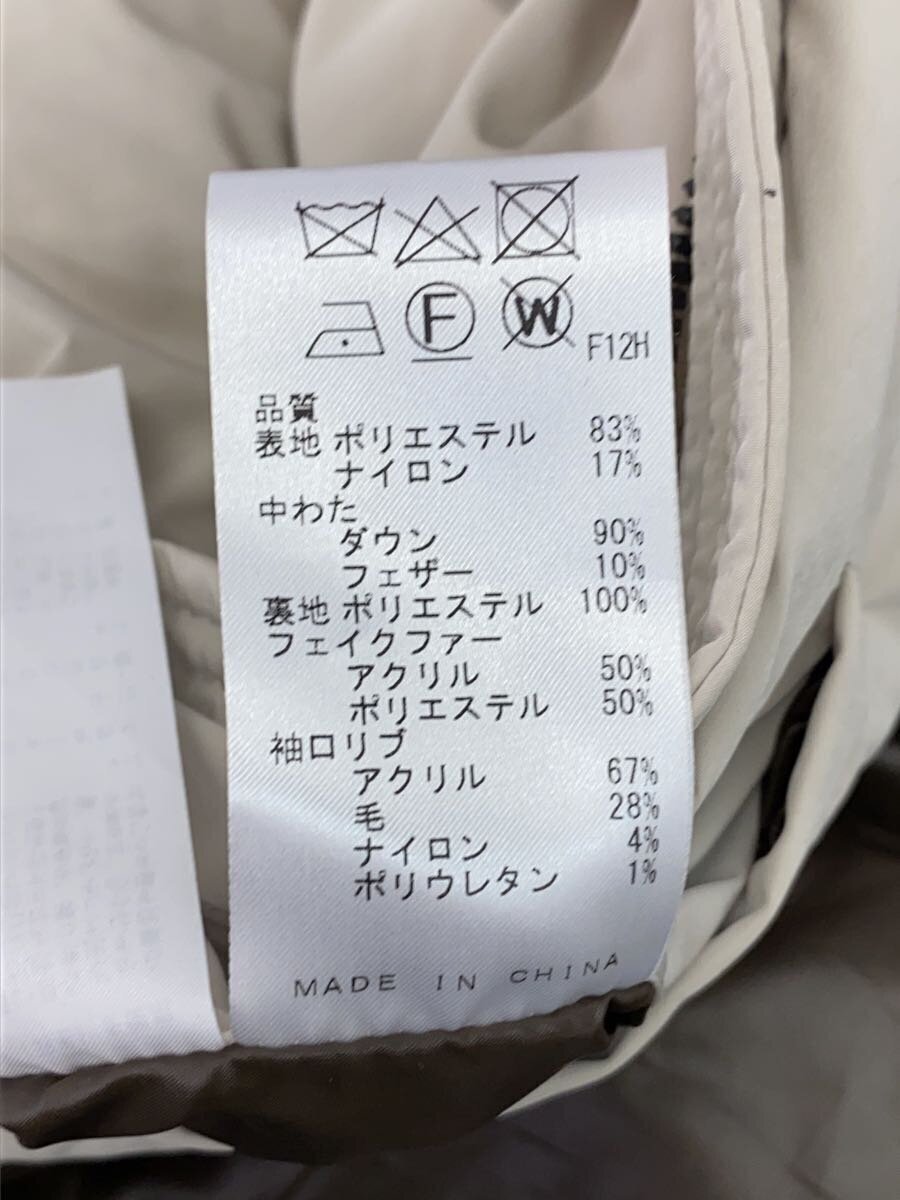 F W F12H
品質
表地 ポリエステル 83%
ナイロン 17%
中わた
ダウン 90%
フェザー 10%
裏地 ポリエステル 100%
フェイクファー
アクリル 50%
ポリエステル 50%
袖口リブ
アクリル 67%
毛 28%
ナイロン 4%
ポリウレタン 1%
MADE IN CHINA